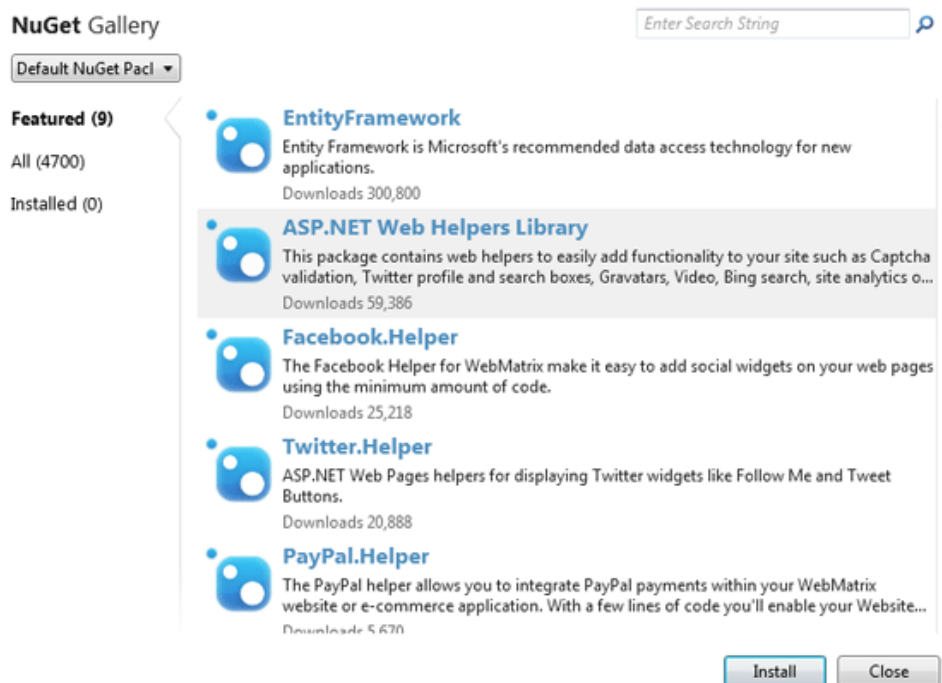 NuGet Gallery
Enter Search String
Default NuGet Pacl
Featured (9)
All (4700)
Installed (0)
EntityFramework
Entity Framework is Microsoft's recommended data access technology for new
applications.
Downloads 300,800
ASP.NET Web Helpers Library
This package contains web helpers to easily add functionality to your site such as Captcha
validation, Twitter profile and search boxes, Gravatars, Video, Bing search, site analytics o...
Downloads 59,386
Facebook.Helper
The Facebook Helper for WebMatrix make it easy to add social widgets on your web pages
using the minimum amount of code.
Downloads 25,218
Twitter.Helper
ASP.NET Web Pages helpers for displaying Twitter widgets like Follow Me and Tweet
Buttons.
Downloads 20,888
PayPal.Helper
The PayPal helper allows you to integrate PayPal payments within your WebMatrix
website or e-commerce application. With a few lines of code you'll enable your Website...
Downloads 5,670
Install
Close